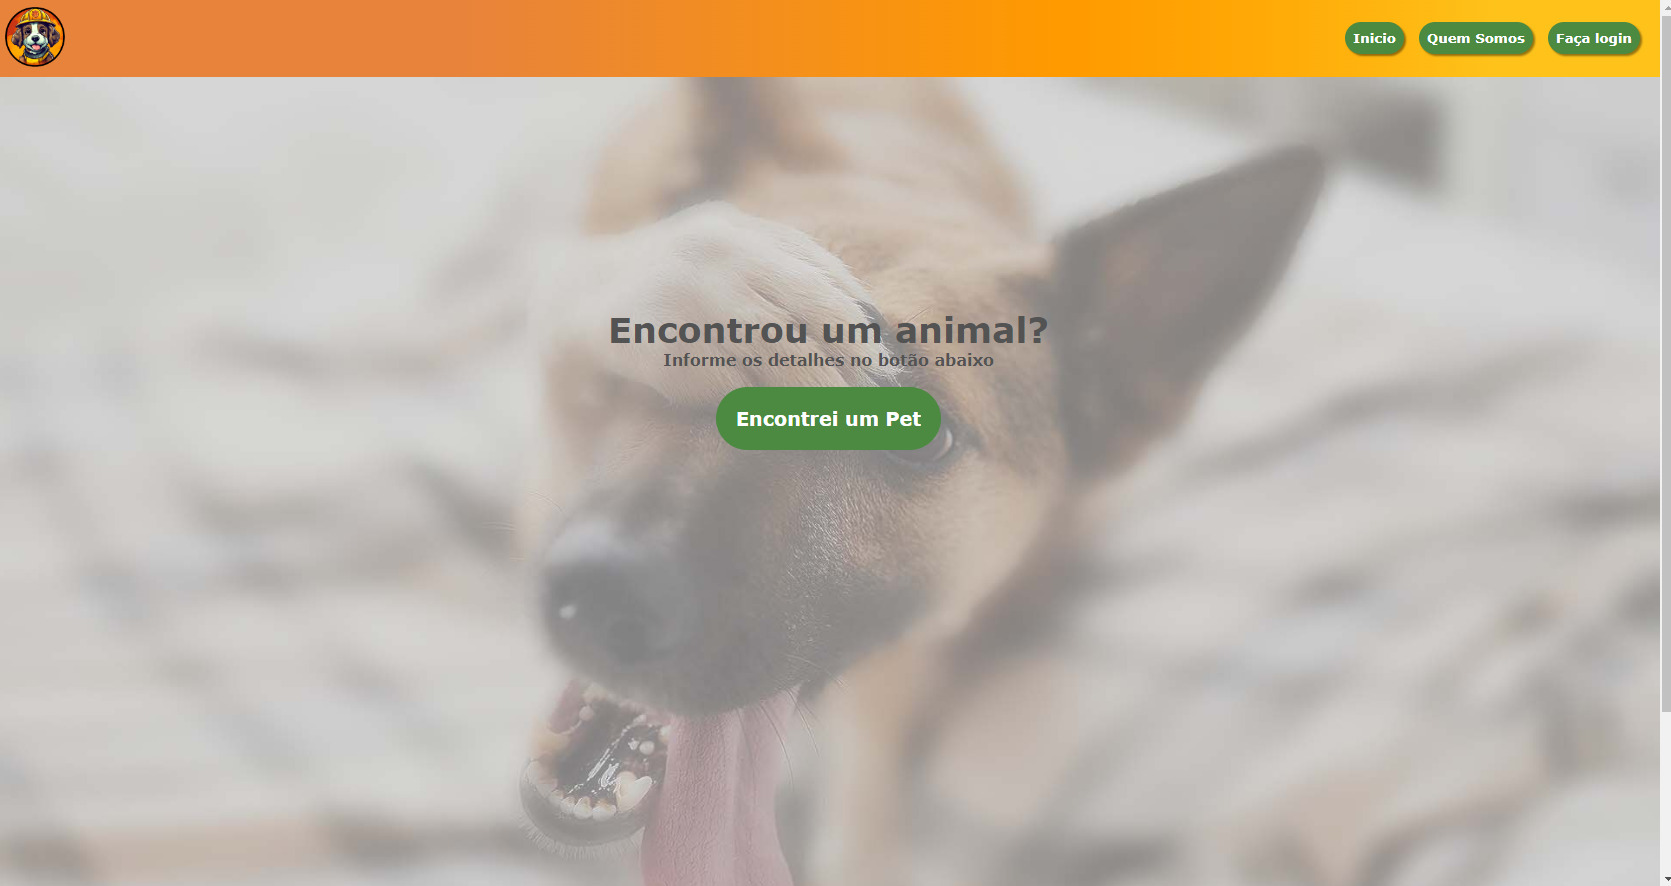 Inicio
Quem Somos
Faça login
Encontrou um animal?
Informe os detalhes no botão abaixo
Encontrei um Pet